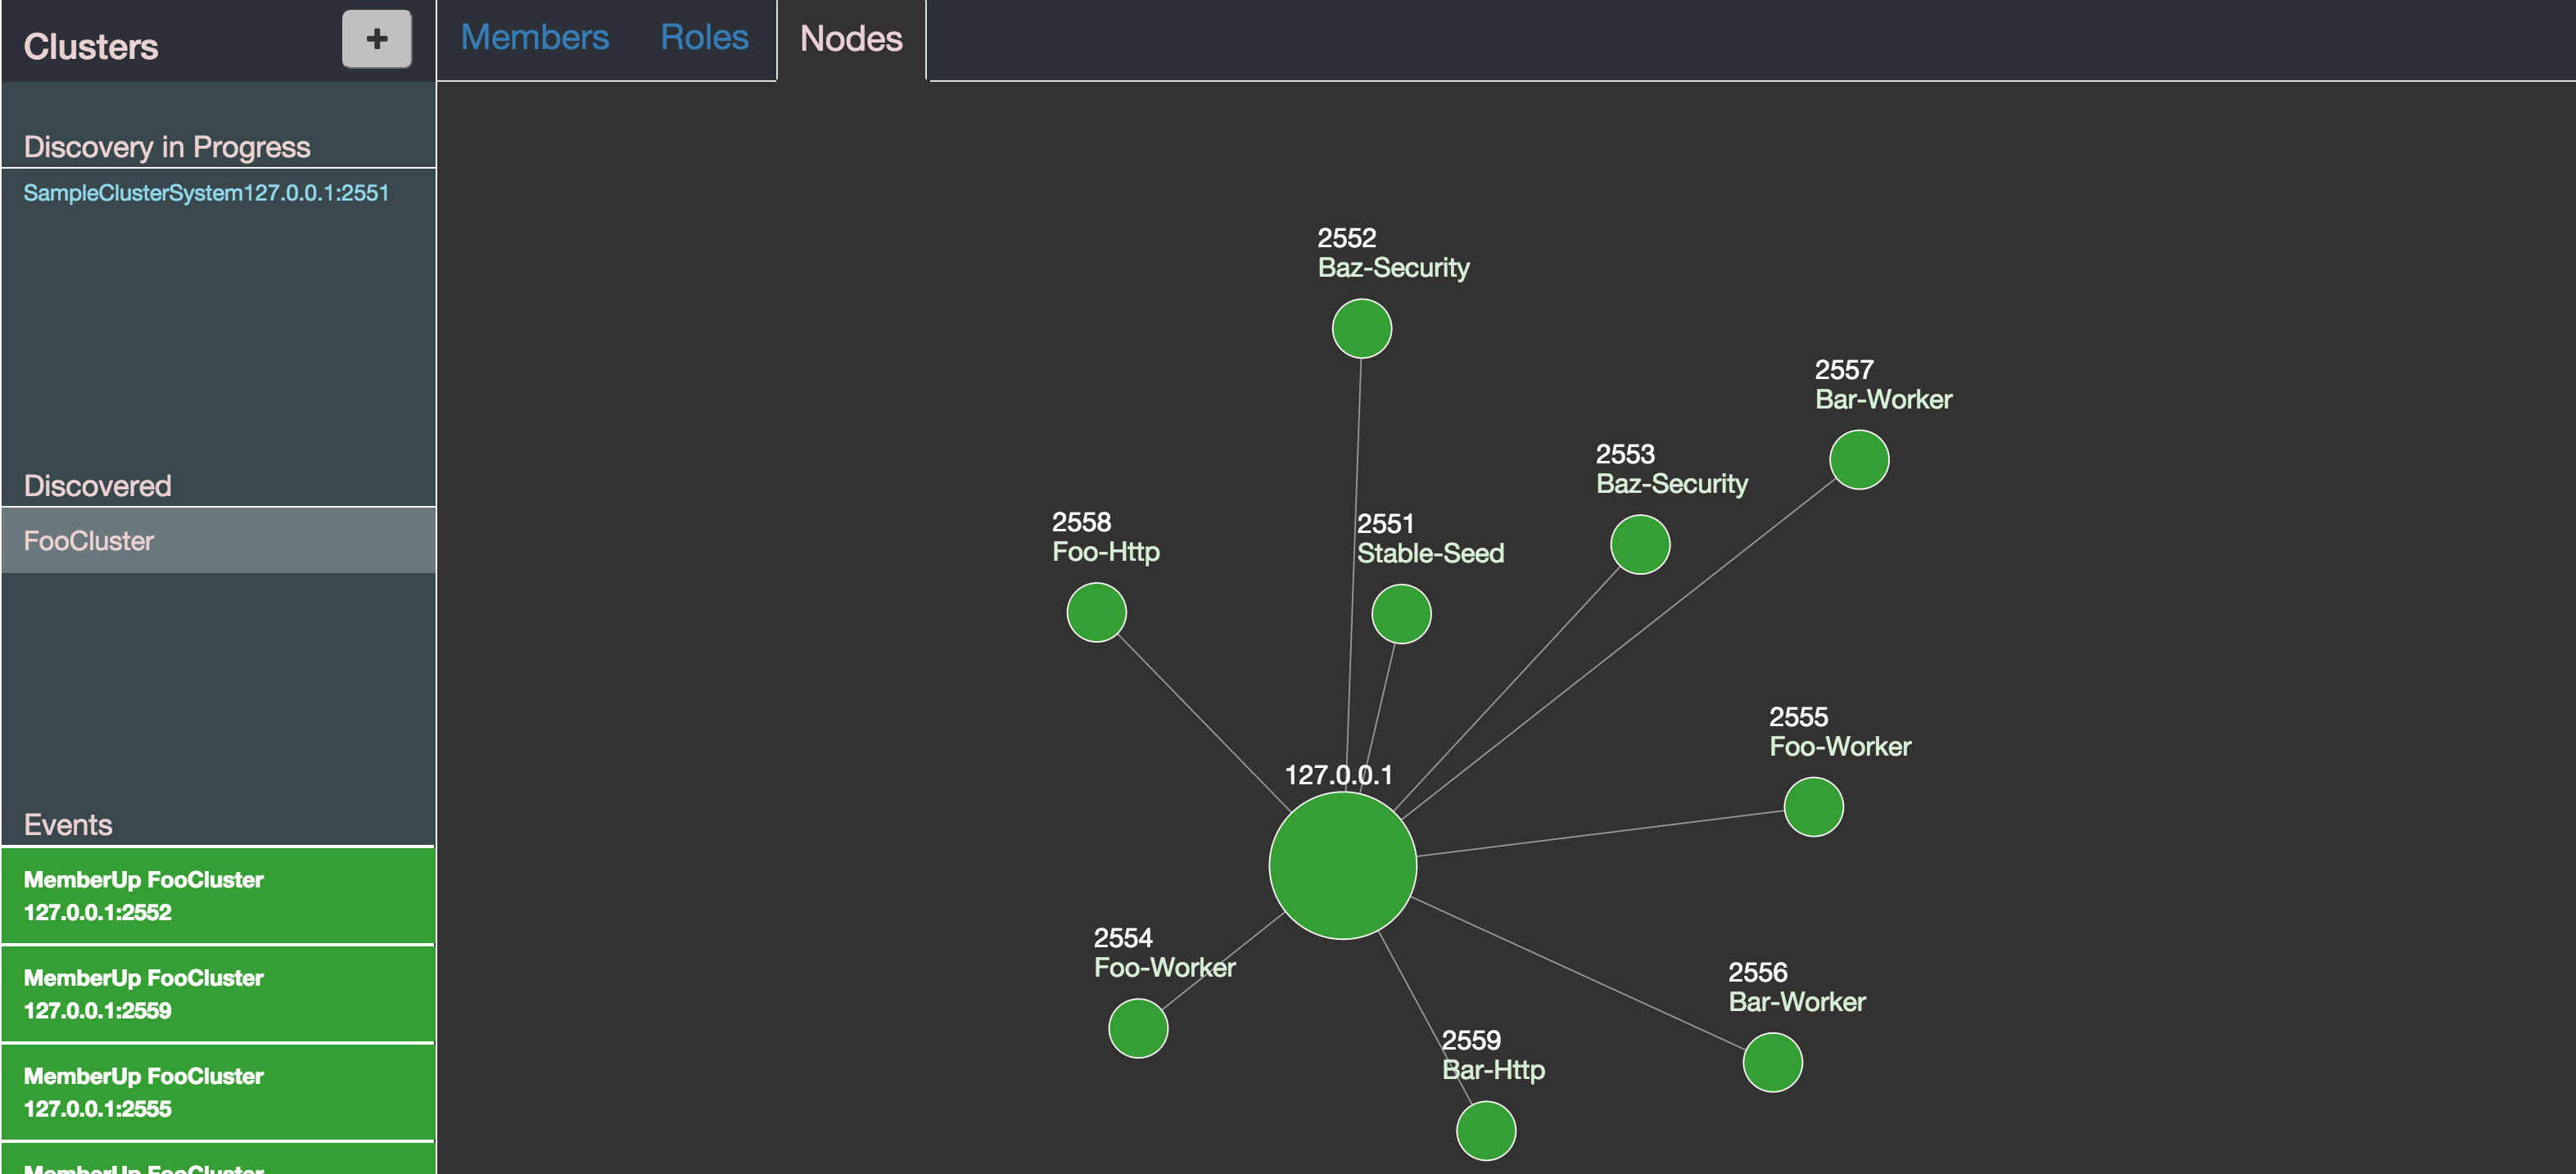 Clusters
+
Members
Roles
Nodes
Discovery in Progress
SampleClusterSystem127.0.0.1:2551
Discovered
FooCluster
Events
MemberUp FooCluster
127.0.0.1:2552
MemberUp FooCluster
127.0.0.1:2559
MemberUp FooCluster
127.0.0.1:2555
MemberUp FooCluster
2552
Baz-Security
2557
Bar-Worker
2553
Baz-Security
2558
Foo-Http
2551
Stable-Seed
2555
Foo-Worker
127.0.0.1
2554
Foo-Worker
2556
Bar-Worker
2559
Bar-Http